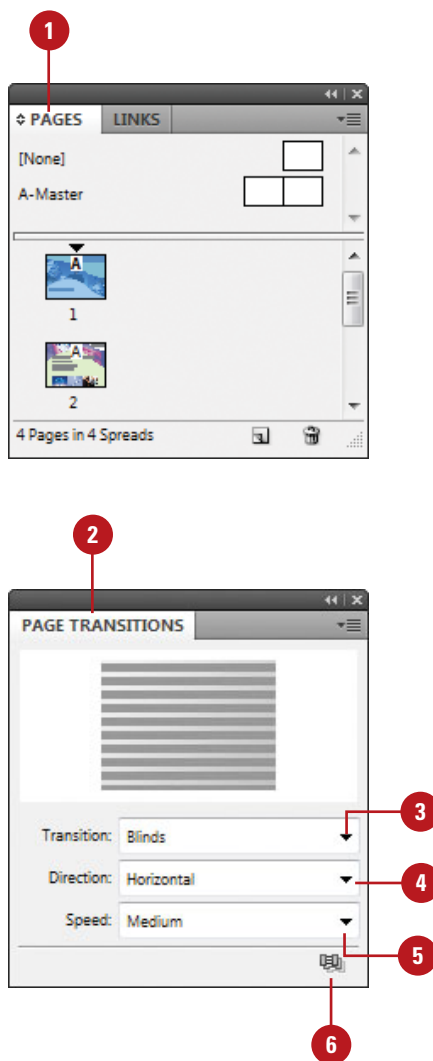 1
PAGES LINKS
[None]
A-Master
A
1
A
2
4 Pages in 4 Spreads
2
PAGE TRANSITIONS
3
Transition: Blinds
Direction: Horizontal
4
Speed: Medium
5
6